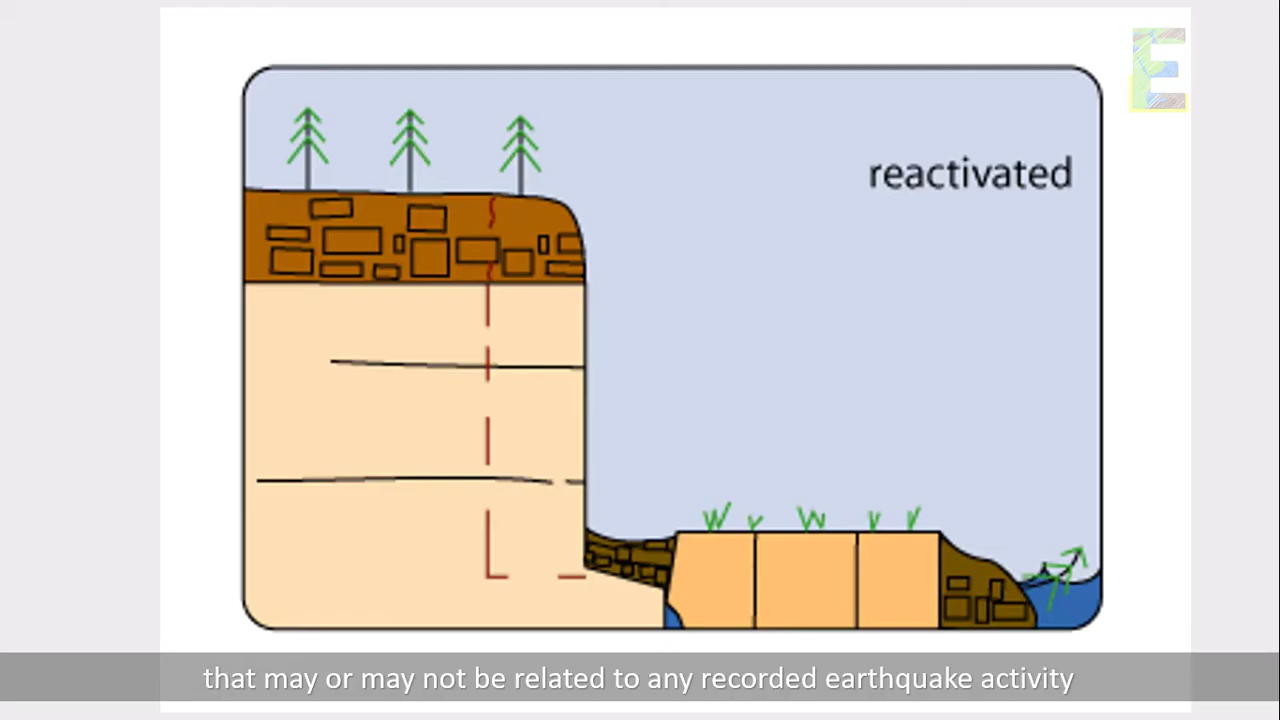 E
reactivated
that may or may not be related to any recorded earthquake activity